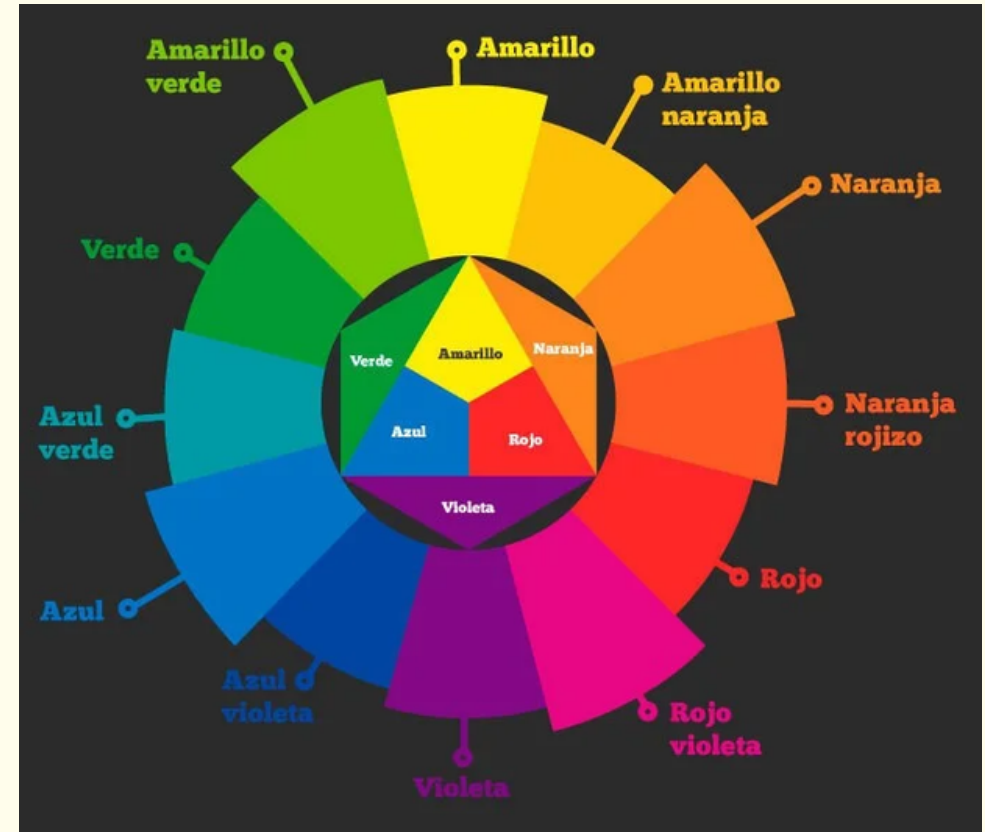 Amarillo
verde
Amarillo
Amarillo
naranja
Naranja
Verde
Azul
verde
Naranja
rojizo
Verde
Amarillo
Naranja
Azul
Rojo
Violeta
Azul
Rojo
Azul
violeta
Rojo
violeta
Violeta